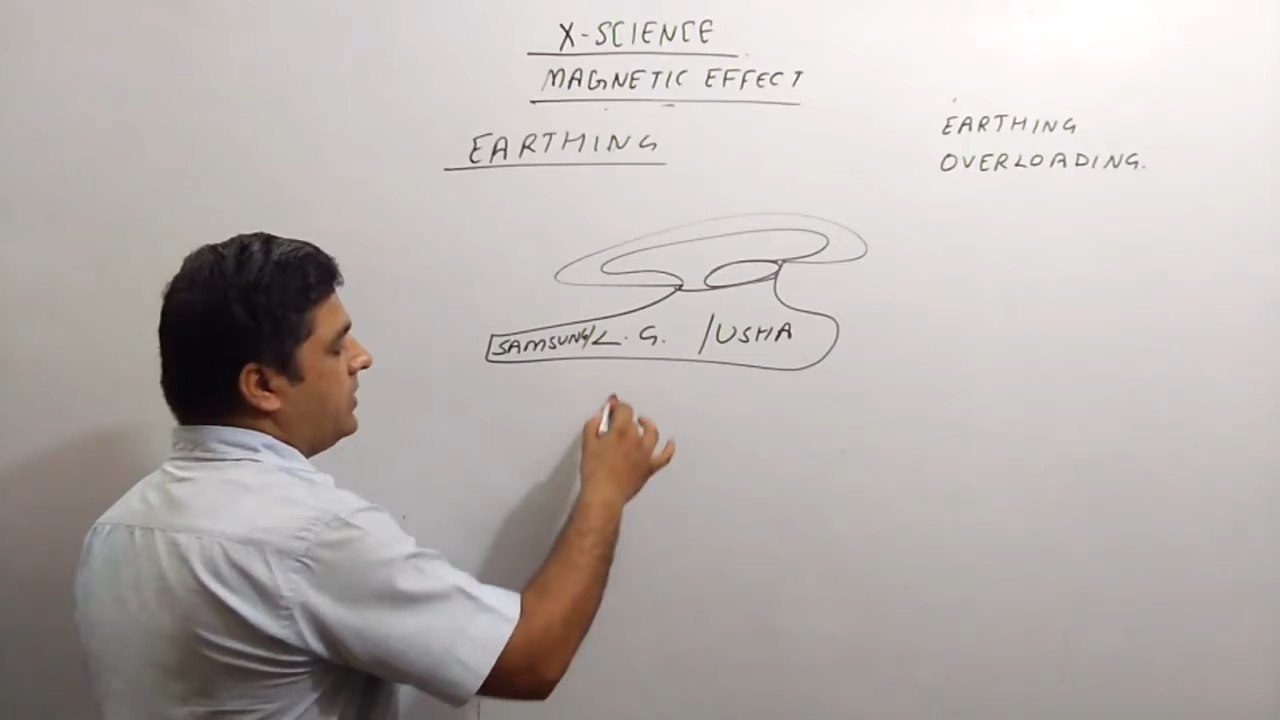 X-SCIENCE
MAGNETIC EFFECT
EARTHING
EARTHING
OVERLOADING.
SAMSUNG/L.G. /USHA